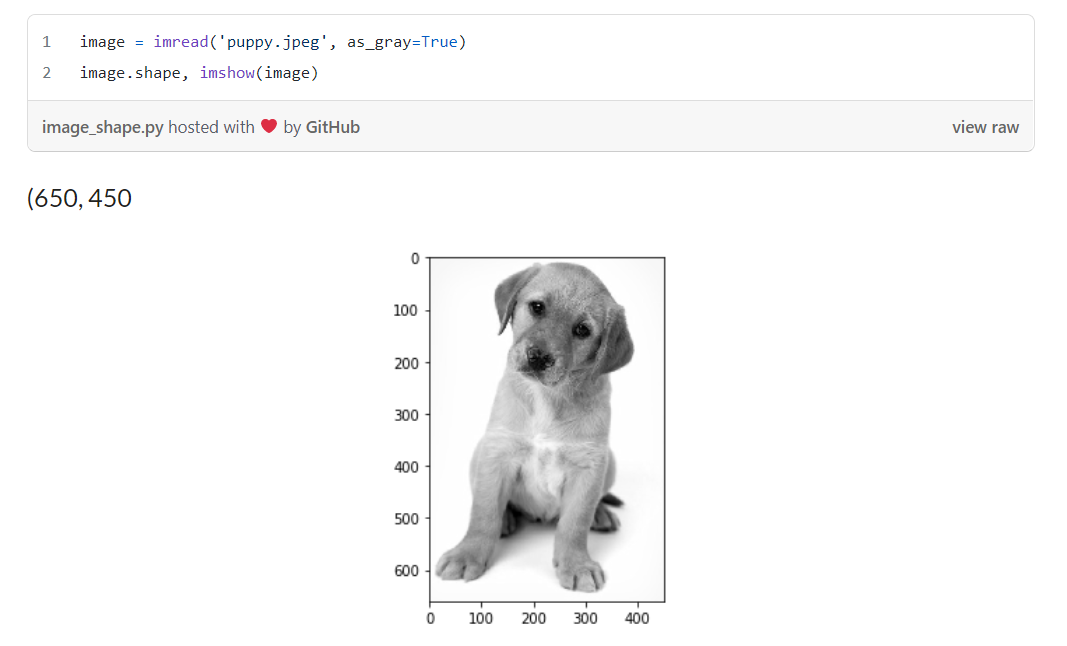 1 image = imread('puppy.jpeg', as_gray=True)
2 image.shape, imshow(image)
image_shape.py hosted with ❤ by GitHub view raw
(650, 450
0
100
200
300
400
500
600
0 100 200 300 400